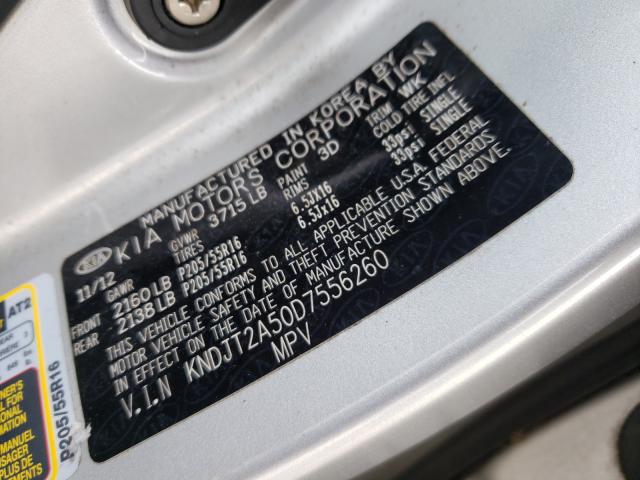 MANUFACTURED IN KOREA BY
KIA KIA MOTORS CORPORATION
11/12 GVWR 3715 LB PAINT 3D TRIM WK
GAWR TIRES RIMS COLD TIRE INFL
FRONT 2160 LB P205/55R16 6.5JX16 33psi SINGLE
REAR 2138 LB P205/55R16 6.5Jx16 33psi SINGLE
THIS VEHICLE CONFORMS TO ALL APPLICABLE U.S.A. FEDERAL
MOTOR VEHICLE SAFETY AND THEFT PREVENTION STANDARDS
IN EFFECT ON THE DATE OF MANUFACTURE SHOWN ABOVE.
V.I.N KNDJT2A50D7556260
MPV
AT2
P205/55R16